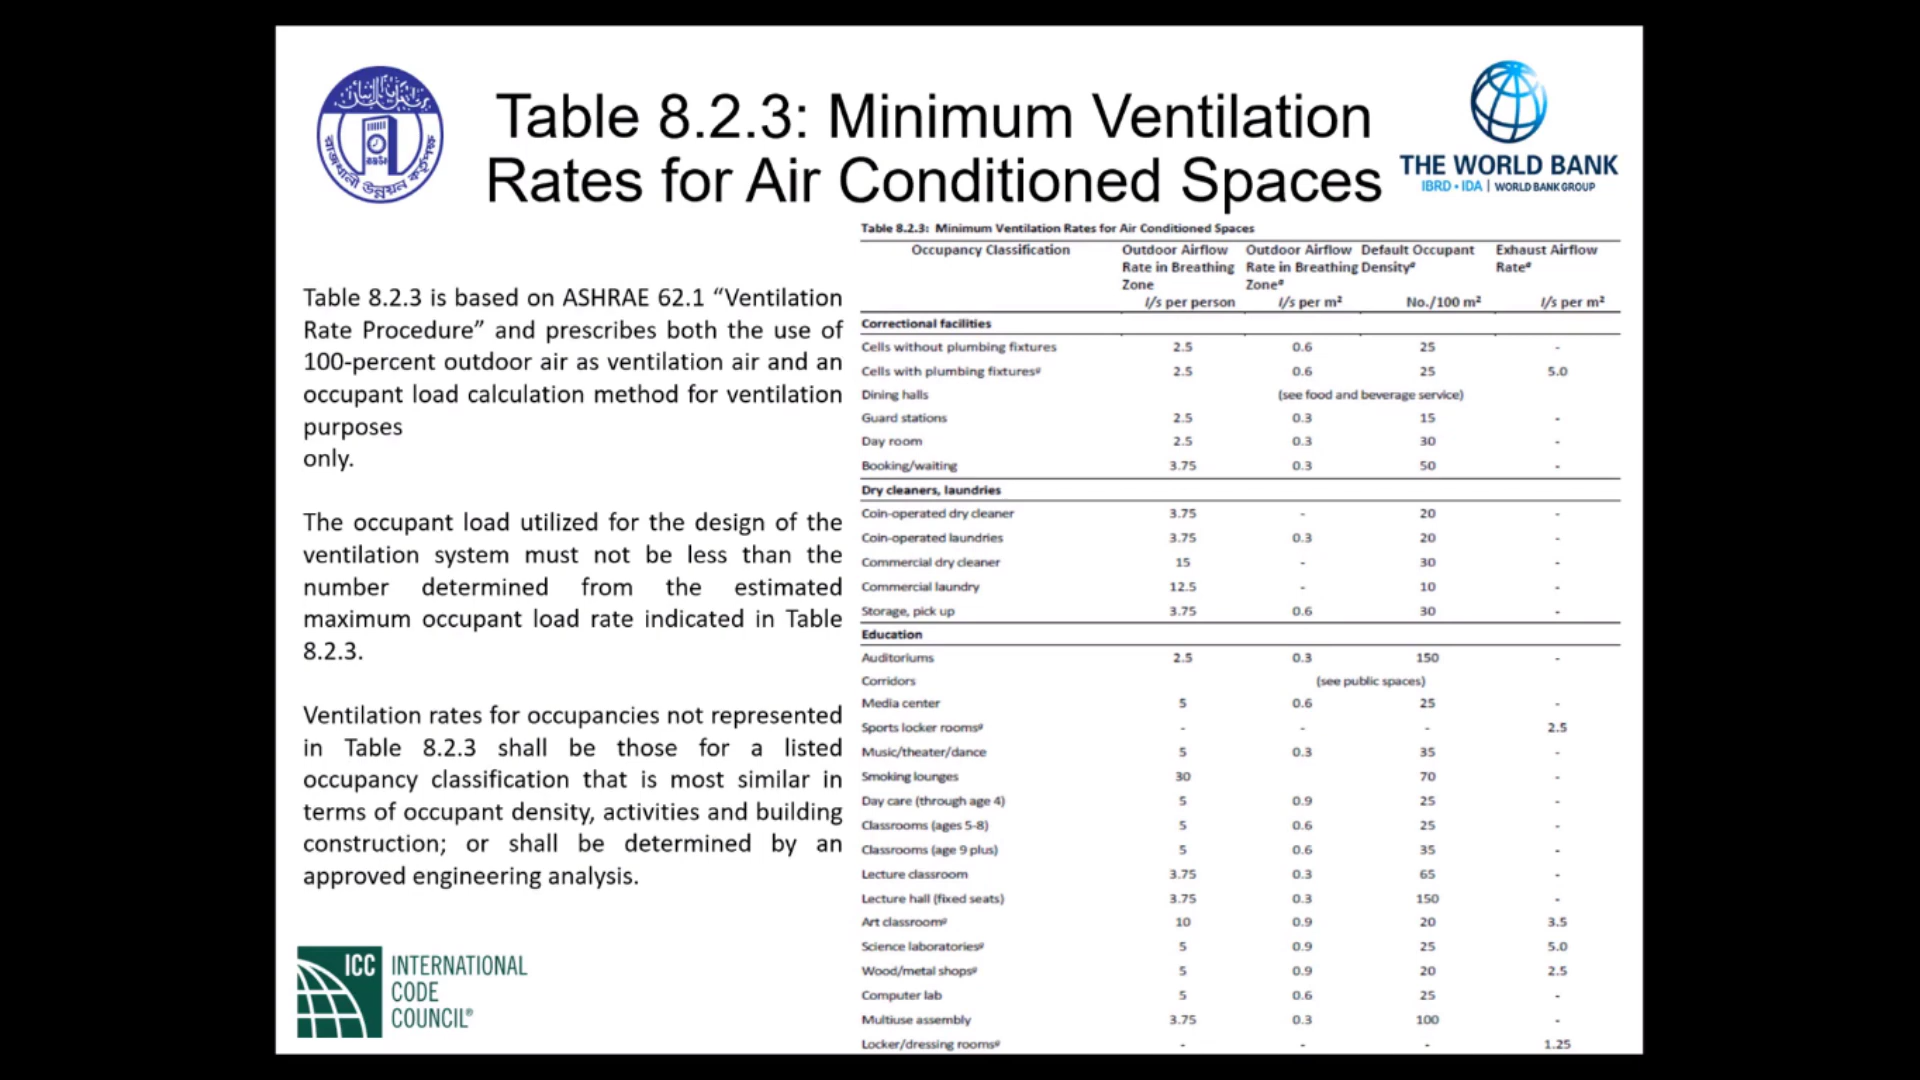 Table 8.2.3: Minimum Ventilation
Rates for Air Conditioned Spaces
রাজধানী উন্নয়ন কর্তৃপক্ষ
রাজউক
THE WORLD BANK
IBRD • IDA | WORLD BANK GROUP
Table 8.2.3 is based on ASHRAE 62.1 “Ventilation
Rate Procedure” and prescribes both the use of
100-percent outdoor air as ventilation air and an
occupant load calculation method for ventilation
purposes
only.
The occupant load utilized for the design of the
ventilation system must not be less than the
number determined from the estimated
maximum occupant load rate indicated in Table
8.2.3.
Ventilation rates for occupancies not represented
in Table 8.2.3 shall be those for a listed
occupancy classification that is most similar in
terms of occupant density, activities and building
construction; or shall be determined by an
approved engineering analysis.
ICC INTERNATIONAL
CODE
COUNCIL®
Table 8.2.3: Minimum Ventilation Rates for Air Conditioned Spaces
Occupancy Classification Outdoor Airflow Outdoor Airflow Default Occupant Exhaust Airflow
Rate in Breathing Rate in Breathing Densityᵃ Rateᵃ
Zone Zoneᵃ
l/s per person l/s per m² No./100 m² l/s per m²
Correctional facilities
Cells without plumbing fixtures 2.5 0.6 25 -
Cells with plumbing fixturesᵍ 2.5 0.6 25 5.0
Dining halls (see food and beverage service)
Guard stations 2.5 0.3 15 -
Day room 2.5 0.3 30 -
Booking/waiting 3.75 0.3 50 -
Dry cleaners, laundries
Coin-operated dry cleaner 3.75 - 20 -
Coin-operated laundries 3.75 0.3 20 -
Commercial dry cleaner 15 - 30 -
Commercial laundry 12.5 - 10 -
Storage, pick up 3.75 0.6 30 -
Education
Auditoriums 2.5 0.3 150 -
Corridors (see public spaces)
Media center 5 0.6 25 -
Sports locker roomsᵍ - - - 2.5
Music/theater/dance 5 0.3 35 -
Smoking lounges 30 70 -
Day care (through age 4) 5 0.9 25 -
Classrooms (ages 5-8) 5 0.6 25 -
Classrooms (age 9 plus) 5 0.6 35 -
Lecture classroom 3.75 0.3 65 -
Lecture hall (fixed seats) 3.75 0.3 150 -
Art classroomᵍ 10 0.9 20 3.5
Science laboratoriesᵍ 5 0.9 25 5.0
Wood/metal shopsᵍ 5 0.9 20 2.5
Computer lab 5 0.6 25 -
Multiuse assembly 3.75 0.3 100 -
Locker/dressing roomsᵍ - - - 1.25